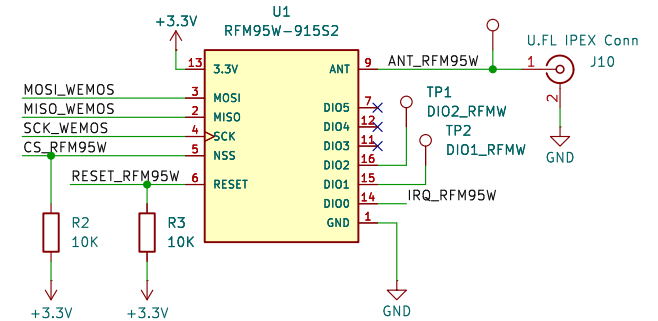 U1
RFM95W-915S2
+3.3V
U.FL IPEX Conn
J10
13
3.3V
ANT
9
ANT_RFM95W
1
2
GND
MOSI_WEMOS
3
MOSI
MISO_WEMOS
2
MISO
SCK_WEMOS
4
SCK
CS_RFM95W
5
NSS
RESET_RFM95W
6
RESET
DIO5
7
DIO4
12
DIO3
11
DIO2
16
DIO1
15
DIO0
14
IRQ_RFM95W
GND
1
TP1
DIO2_RFMW
TP2
DIO1_RFMW
R2
10K
R3
10K
+3.3V
+3.3V
GND